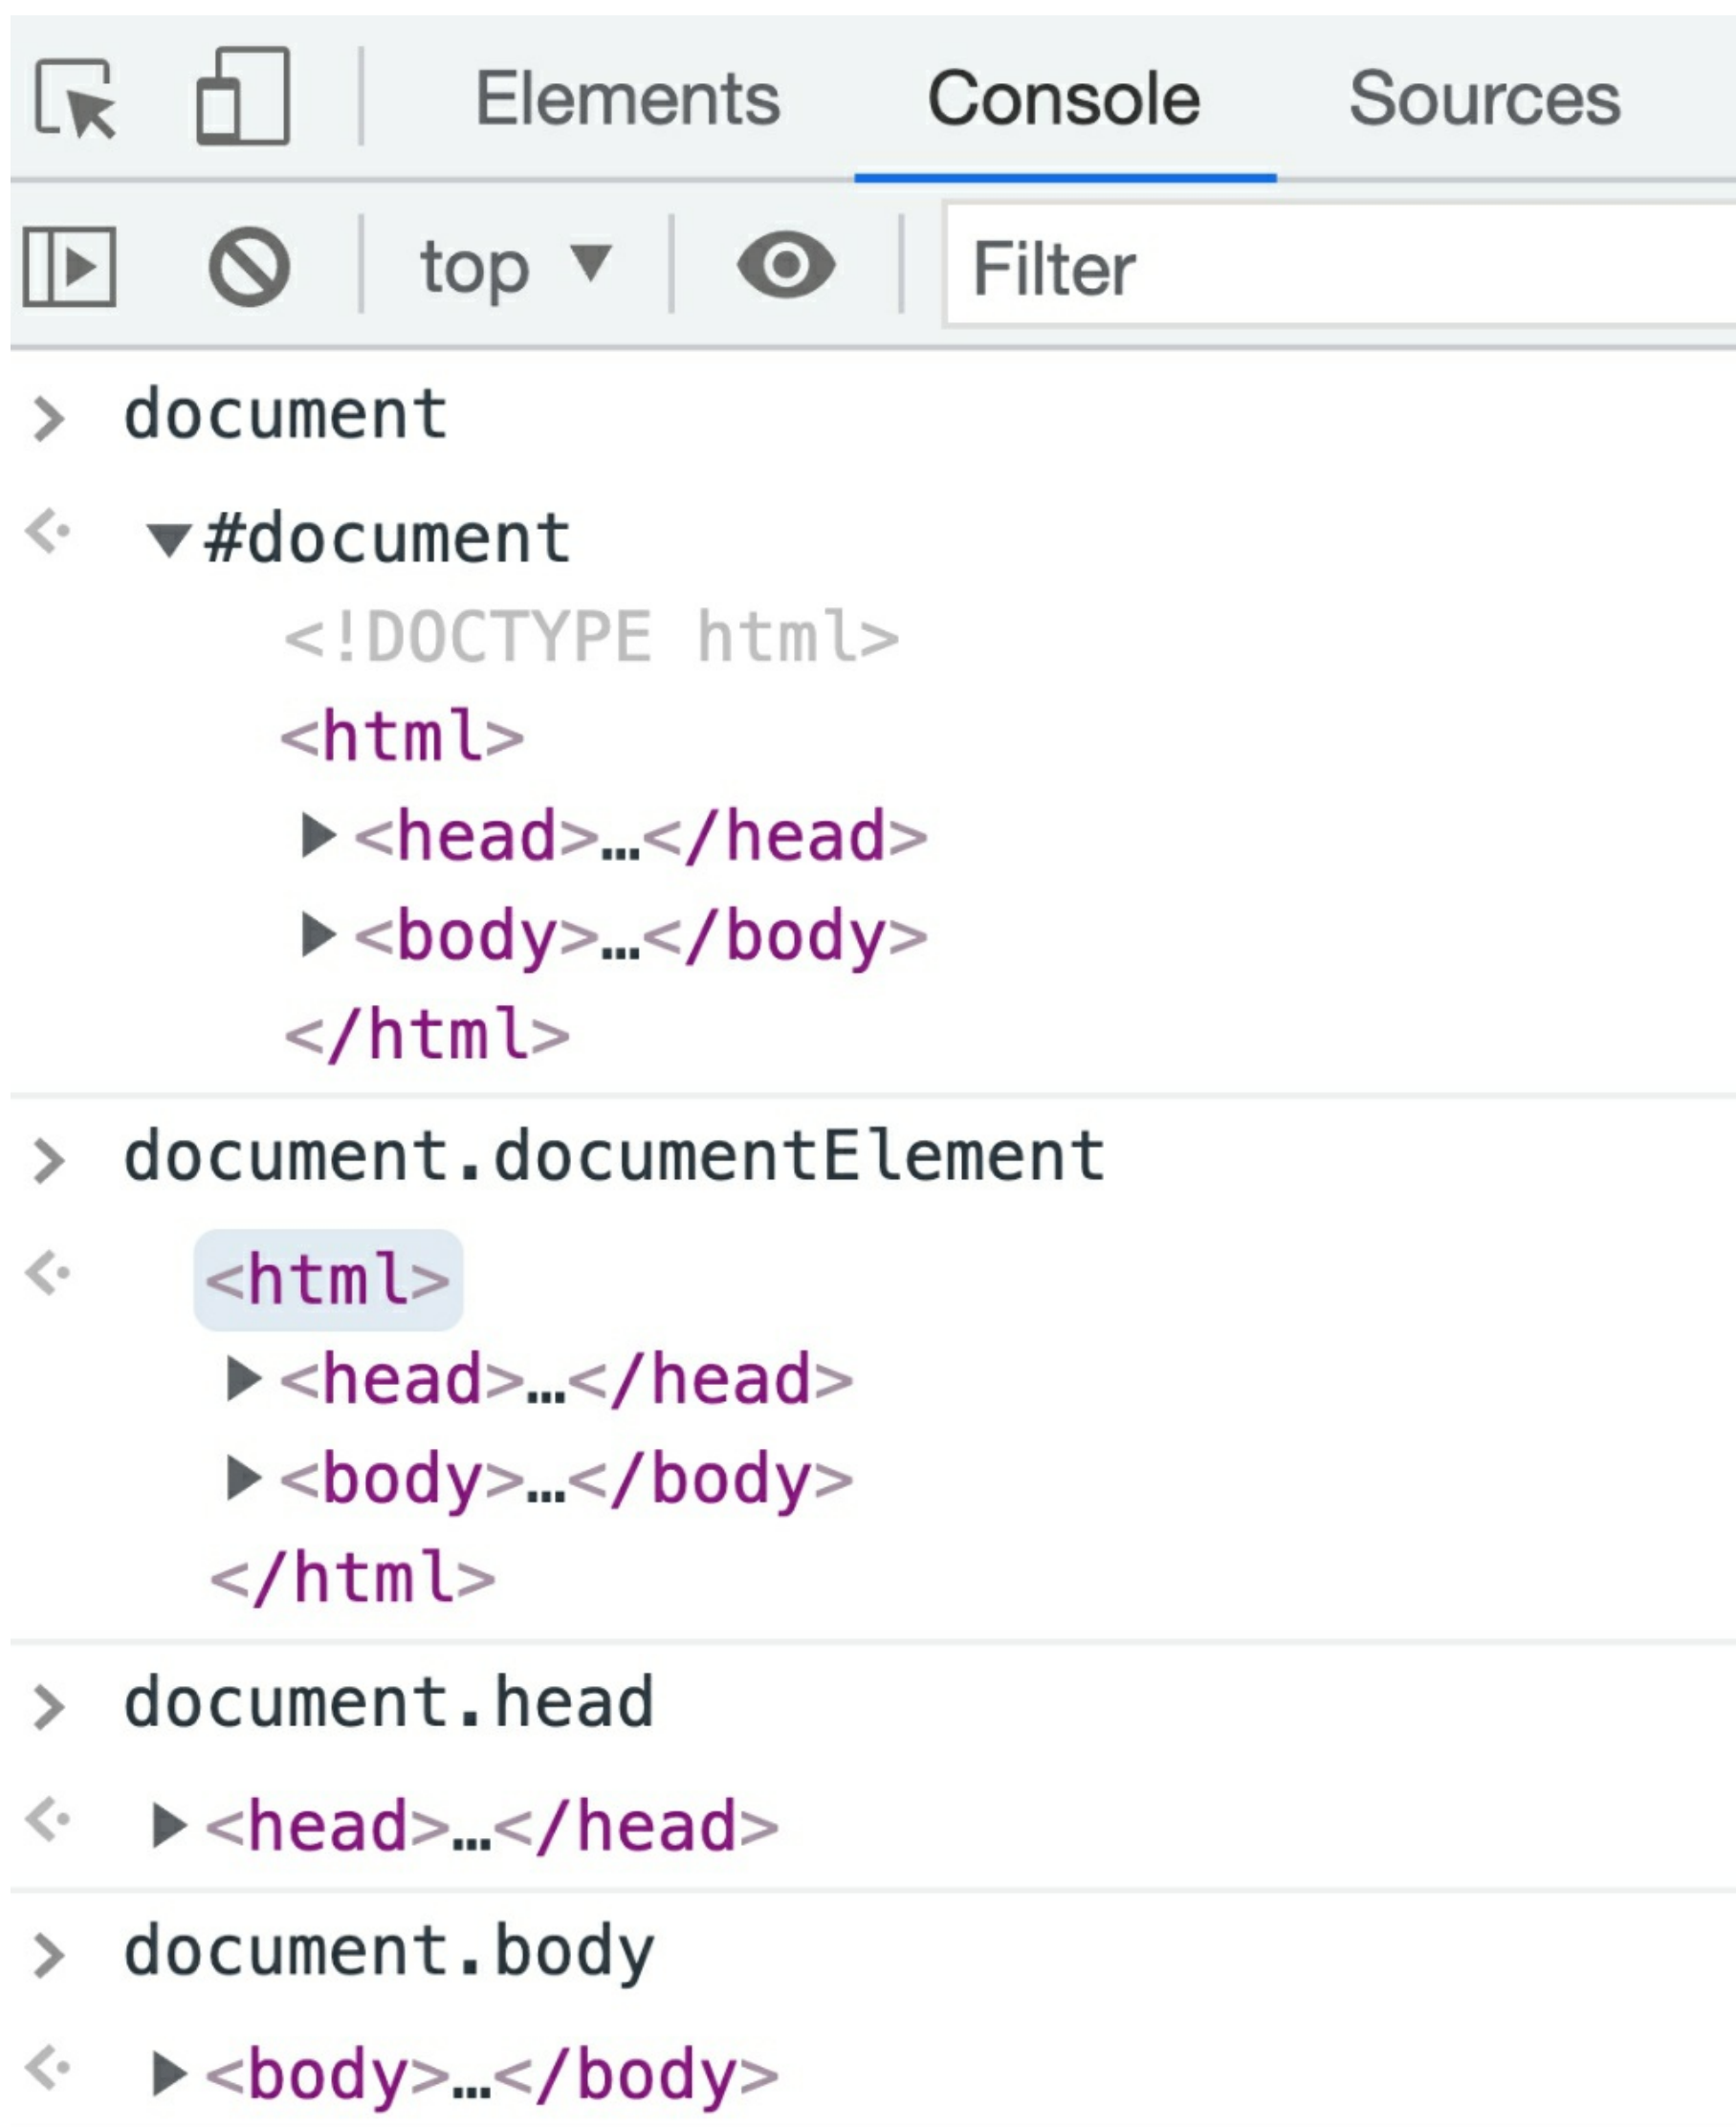 Elements Console Sources
top Filter
document
#document
<!DOCTYPE html>
<html>
<head>…</head>
<body>…</body>
</html>
document.documentElement
<html>
<head>…</head>
<body>…</body>
</html>
document.head
<head>…</head>
document.body
<body>…</body>